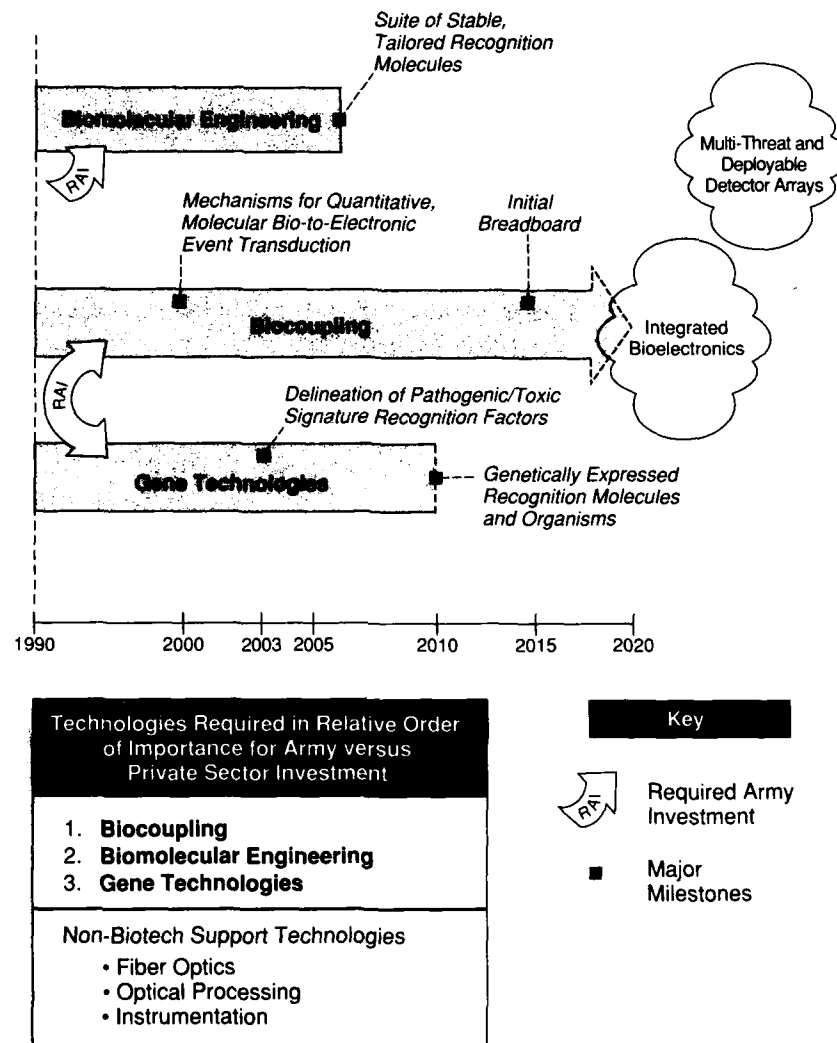 Suite of Stable,
Tailored Recognition
Molecules
Biomolecular Engineering
RAI
Multi-Threat and
Deployable
Detector Arrays
Mechanisms for Quantitative,
Molecular Bio-to-Electronic
Event Transduction
Initial
Breadboard
Biocoupling
Integrated
Bioelectronics
RAI
Delineation of Pathogenic/Toxic
Signature Recognition Factors
Gene Technologies
Genetically Expressed
Recognition Molecules
and Organisms
1990 2000 2003 2005 2010 2015 2020
Technologies Required in Relative Order
of Importance for Army versus
Private Sector Investment
1. Biocoupling
2. Biomolecular Engineering
3. Gene Technologies
Non-Biotech Support Technologies
• Fiber Optics
• Optical Processing
• Instrumentation
Key
RAI
Required Army
Investment
Major
Milestones